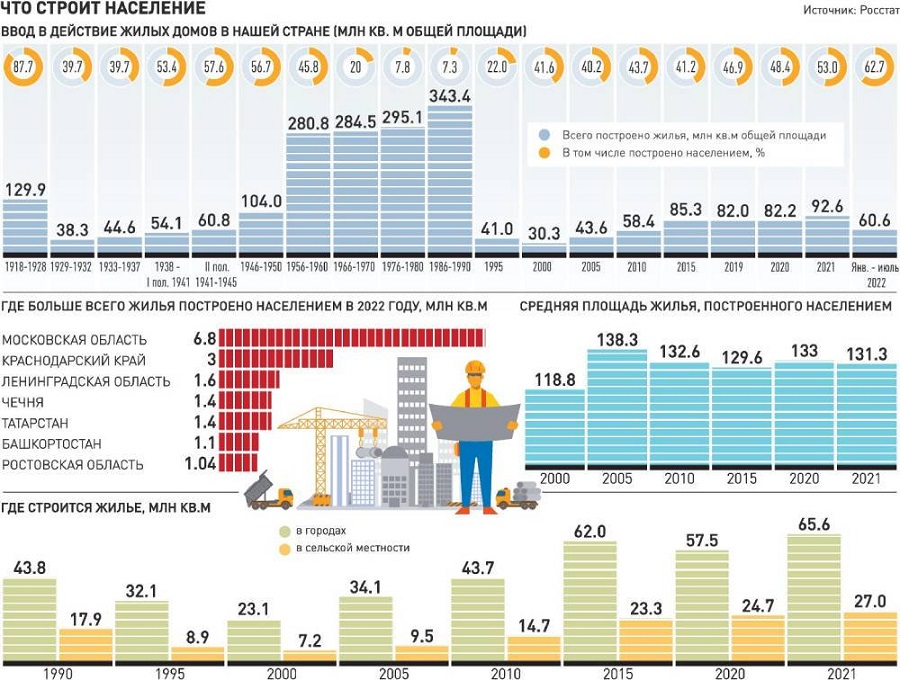 ЧТО СТРОИТ НАСЕЛЕНИЕ
Источник: Росстат
ВВОД В ДЕЙСТВИЕ ЖИЛЫХ ДОМОВ В НАШЕЙ СТРАНЕ (МЛН КВ. М ОБЩЕЙ ПЛОЩАДИ)
87.7 39.7 39.7 53.4 57.6 56.7 45.8 20 7.8 7.3 22.0 41.6 40.2 43.7 41.2 46.9 48.4 53.0 62.7
129.9 38.3 44.6 54.1 60.8 104.0 280.8 284.5 295.1 343.4 41.0 30.3 43.6 58.4 85.3 82.0 82.2 92.6 60.6
Всего построено жилья, млн кв.м общей площади
В том числе построено населением, %
1918-1928 1929-1932 1933-1937 1938 - II пол. 1946-1950 1956-1960 1966-1970 1976-1980 1986-1990 1995 2000 2005 2010 2015 2019 2020 2021 Янв. - июль
I пол. 1941 1941-1945 2022
ГДЕ БОЛЬШЕ ВСЕГО ЖИЛЬЯ ПОСТРОЕНО НАСЕЛЕНИЕМ В 2022 ГОДУ, МЛН КВ.М
МОСКОВСКАЯ ОБЛАСТЬ 6.8
КРАСНОДАРСКИЙ КРАЙ 3
ЛЕНИНГРАДСКАЯ ОБЛАСТЬ 1.6
ЧЕЧНЯ 1.4
ТАТАРСТАН 1.4
БАШКОРТОСТАН 1.1
РОСТОВСКАЯ ОБЛАСТЬ 1.04
СРЕДНЯЯ ПЛОЩАДЬ ЖИЛЬЯ, ПОСТРОЕННОГО НАСЕЛЕНИЕМ
118.8 138.3 132.6 129.6 133 131.3
2000 2005 2010 2015 2020 2021
ГДЕ СТРОИТСЯ ЖИЛЬЕ, МЛН КВ.М
в городах
в сельской местности
43.8 17.9 32.1 8.9 23.1 7.2 34.1 9.5 43.7 14.7 62.0 23.3 57.5 24.7 65.6 27.0
1990 1995 2000 2005 2010 2015 2020 2021